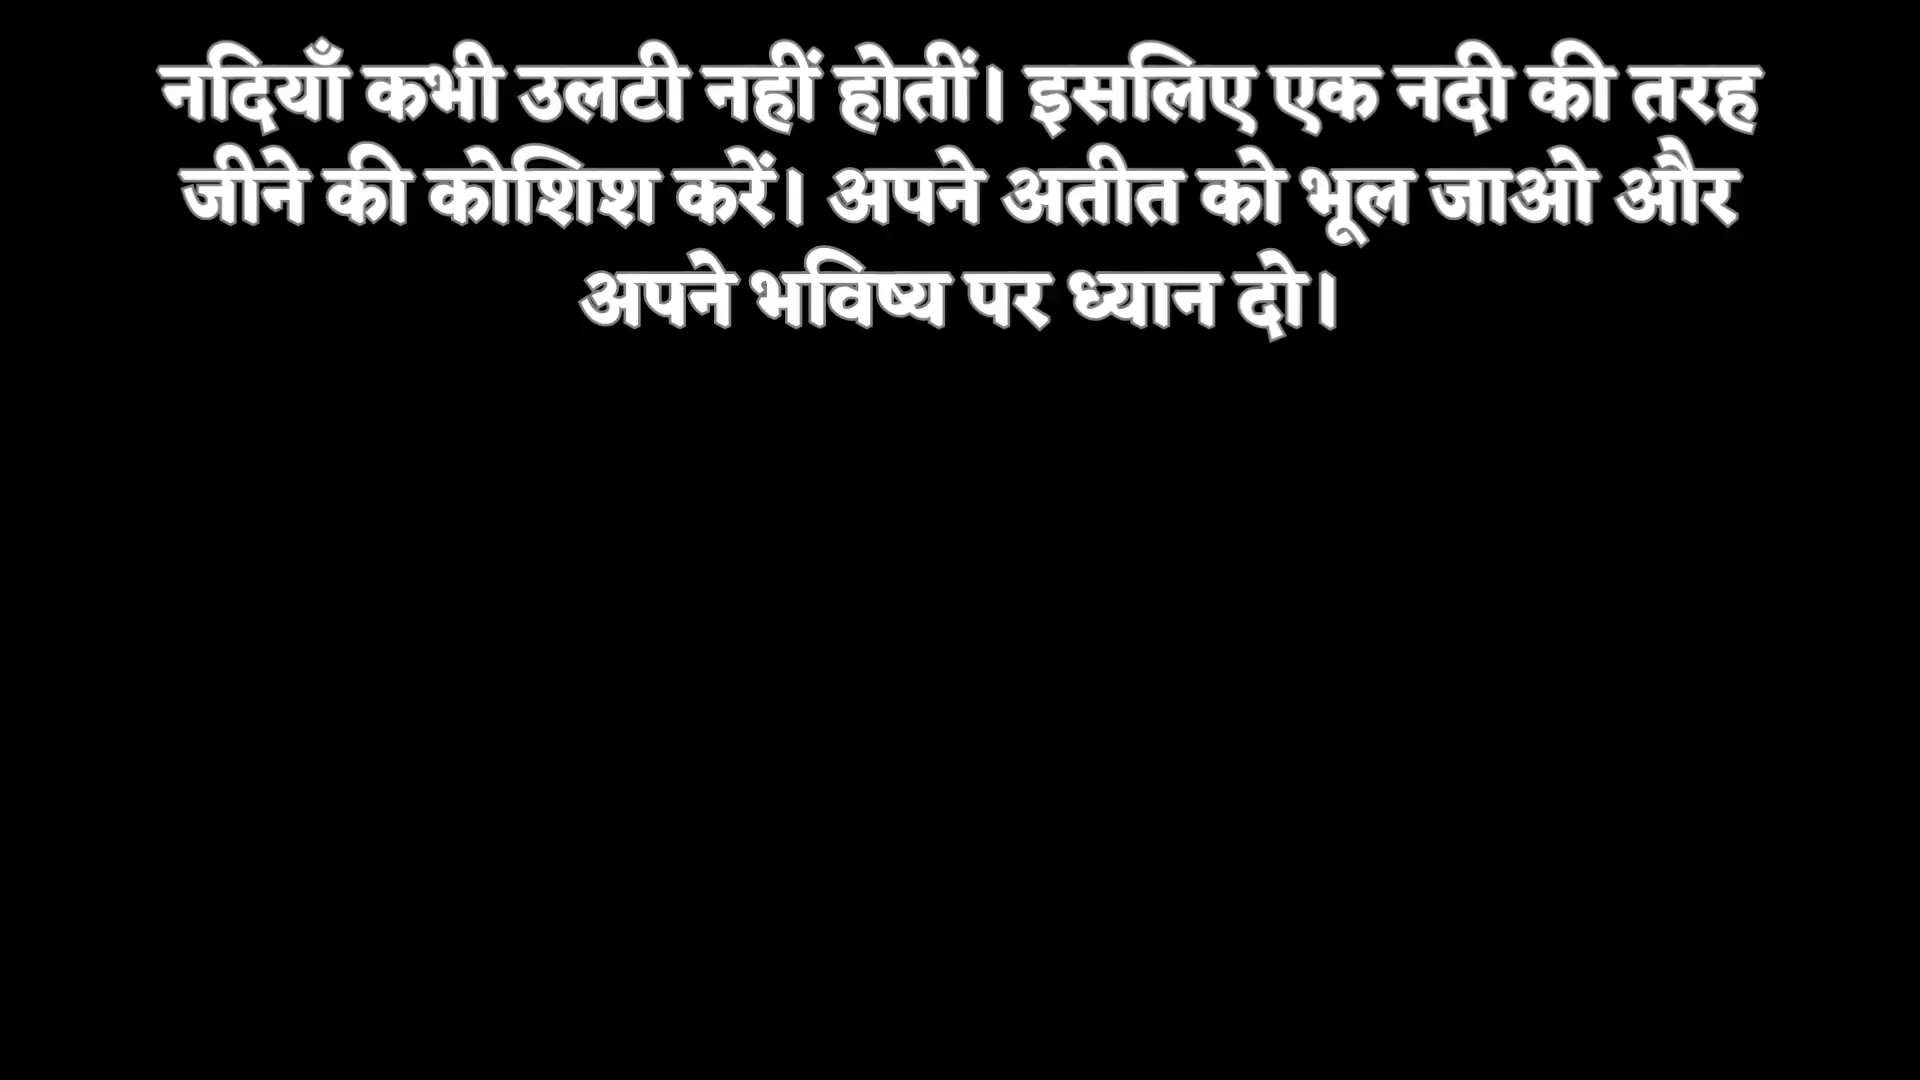 नदियाँ कभी उलटी नहीं होतीं। इसलिए एक नदी की तरह
जीने की कोशिश करें। अपने अतीत को भूल जाओ और
अपने भविष्य पर ध्यान दो।